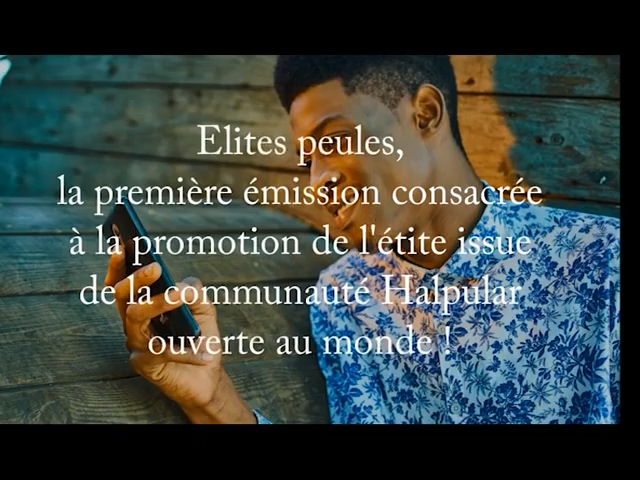 Elites peules,
la première émission consacrée
à la promotion de l'étite issue
de la communauté Halpular
ouverte au monde !